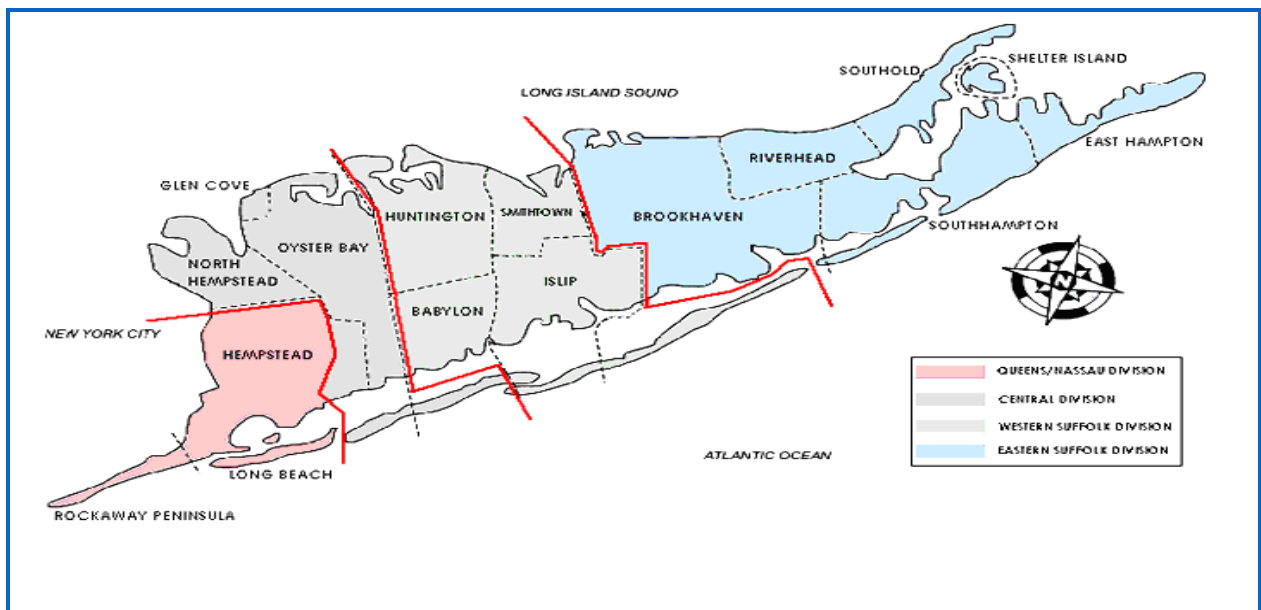 SHELTER ISLAND
SOUTHOLD
LONG ISLAND SOUND
EAST HAMPTON
RIVERHEAD
GLEN COVE
HUNTINGTON
SMITHTOWN
BROOKHAVEN
SOUTHHAMPTON
OYSTER BAY
NORTH
HEMPSTEAD
ISLIP
N
BABYLON
NEW YORK CITY
HEMPSTEAD
QUEENS/NASSAU DIVISION
CENTRAL DIVISION
WESTERN SUFFOLK DIVISION
EASTERN SUFFOLK DIVISION
ATLANTIC OCEAN
LONG BEACH
ROCKAWAY PENINSULA